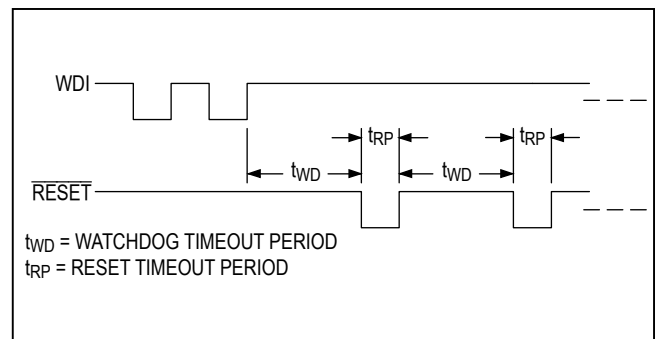 WDI
tRP tRP
tWD tWD
RESET
tWD = WATCHDOG TIMEOUT PERIOD
tRP = RESET TIMEOUT PERIOD